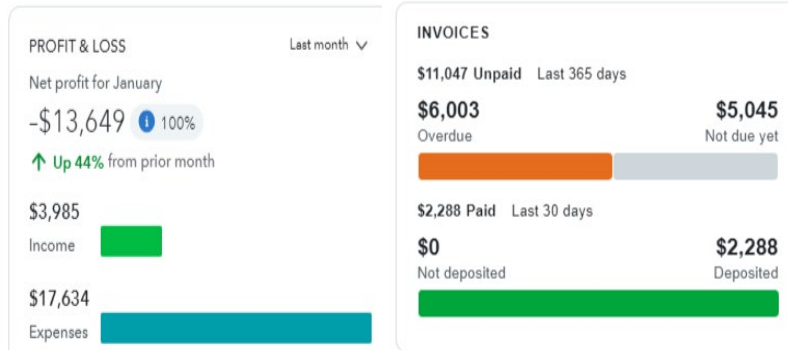 PROFIT & LOSS
Last month
Net profit for January
-$13,649
100%
Up 44% from prior month
$3,985
Income
$17,634
Expenses
INVOICES
$11,047 Unpaid Last 365 days
$6,003 $5,045
Overdue Not due yet
$2,288 Paid Last 30 days
$0 $2,288
Not deposited Deposited